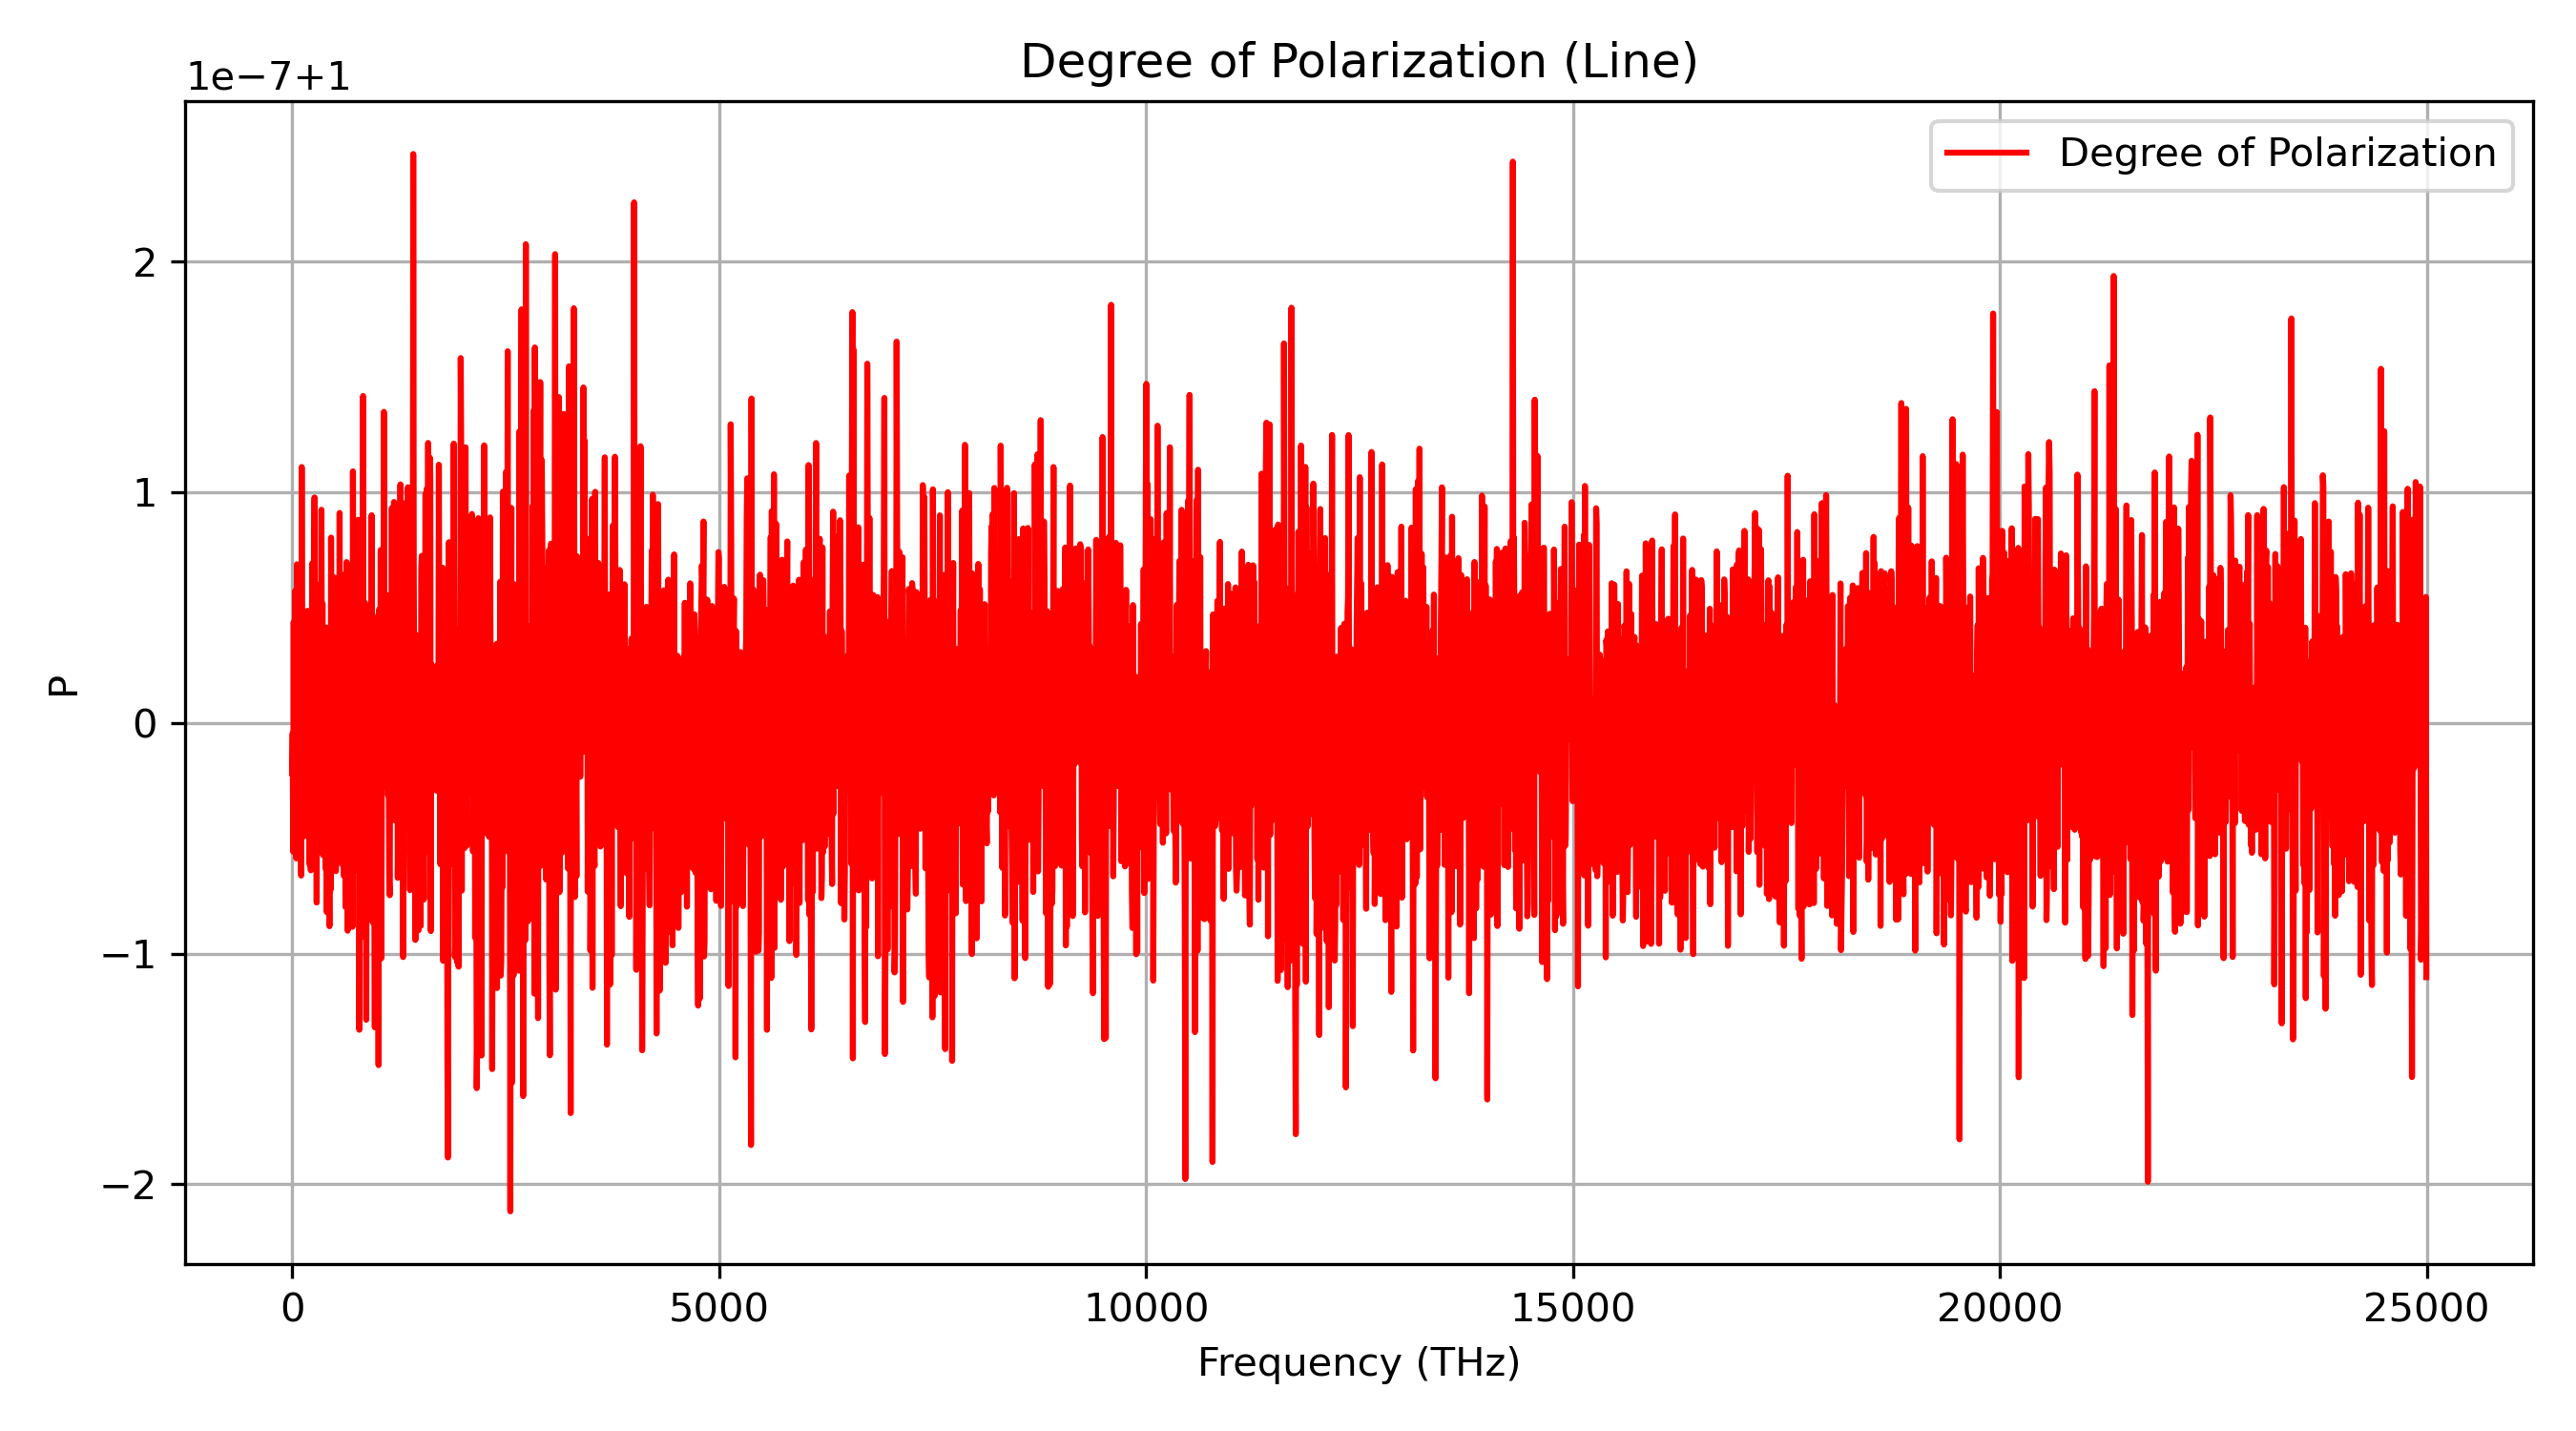 Degree of Polarization (Line)
1e−7+1
Degree of Polarization
2
1
0
−1
−2
P
0 5000 10000 15000 20000 25000
Frequency (THz)